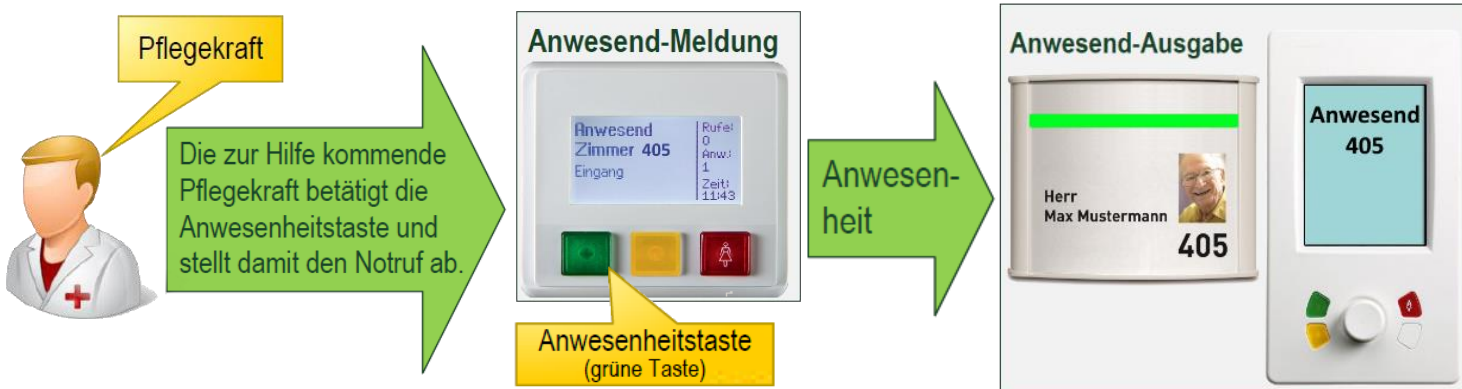 Pflegekraft
Die zur Hilfe kommende
Pflegekraft betätigt die
Anwesenheitstaste und
stellt damit den Notruf ab.
Anwesend-Meldung
Anwesend
Zimmer 405
Eingang
Rufe:
0
Anw.:
1
Zeit:
11:43
Anwesenheitstaste
(grüne Taste)
Anwesen-
heit
Anwesend-Ausgabe
Herr
Max Mustermann
405
Anwesend
405